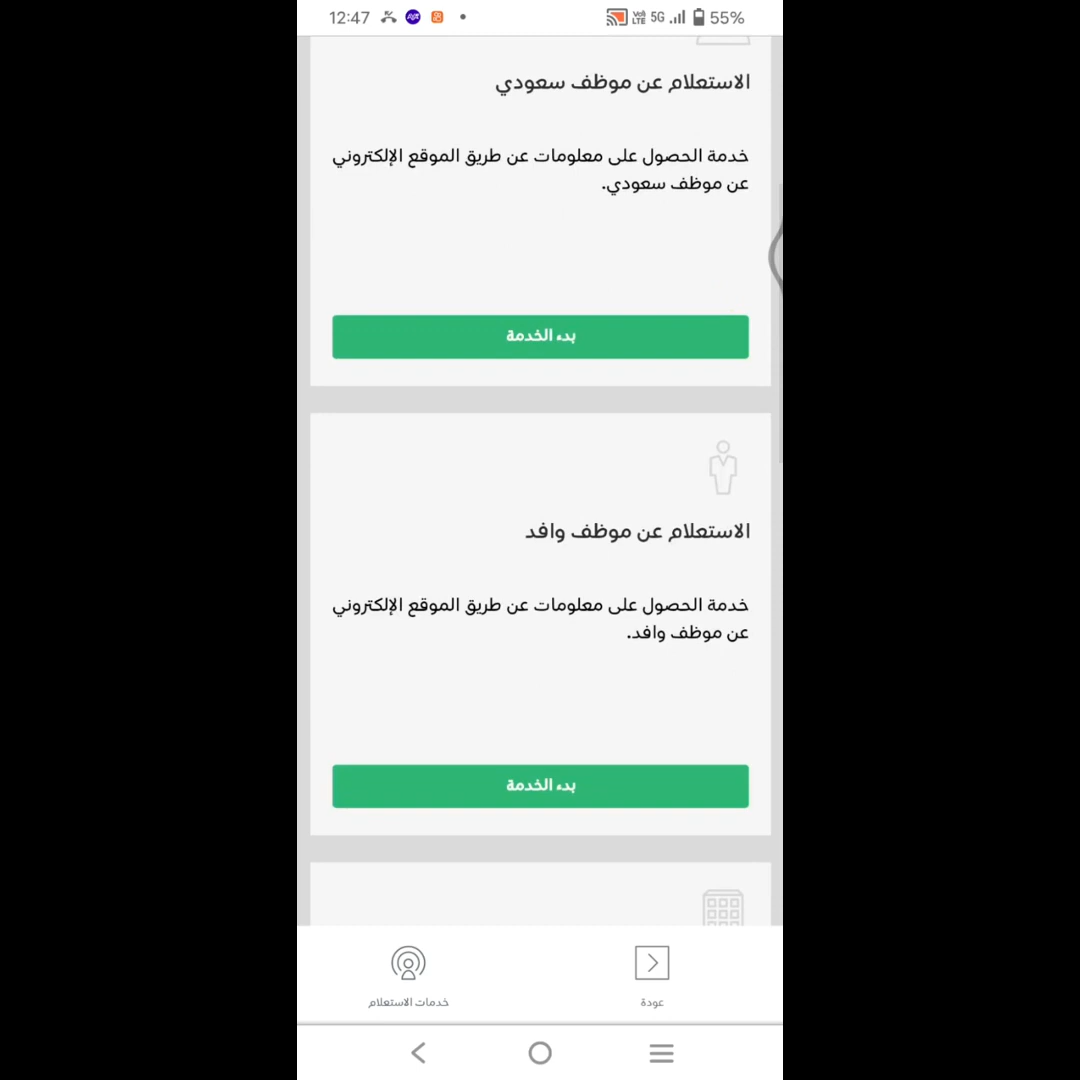 12:47 Vo) LTE 5G 55%
الاستعلام عن موظف سعودي
خدمة الحصول على معلومات عن طريق الموقع الإلكتروني
عن موظف سعودي.
بدء الخدمة
الاستعلام عن موظف وافد
خدمة الحصول على معلومات عن طريق الموقع الإلكتروني
عن موظف وافد.
بدء الخدمة
عودة
خدمات الاستعلام